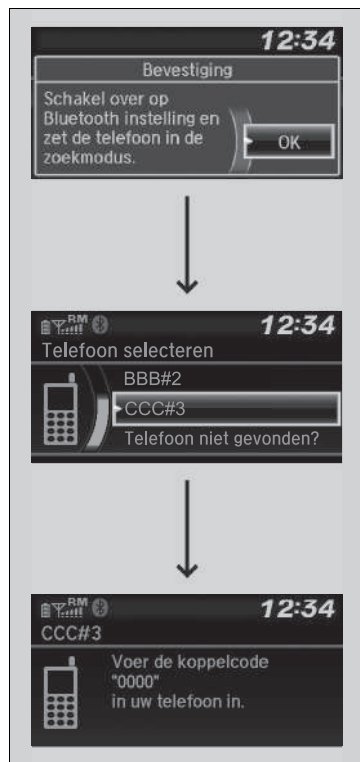 12:34
Bevestiging
Schakel over op
Bluetooth instelling en
zet de telefoon in de
zoekmodus.
OK
RM
12:34
Telefoon selecteren
BBB#2
CCC#3
Telefoon niet gevonden?
RM
12:34
CCC#3
Voer de koppelcode
"0000"
in uw telefoon in.